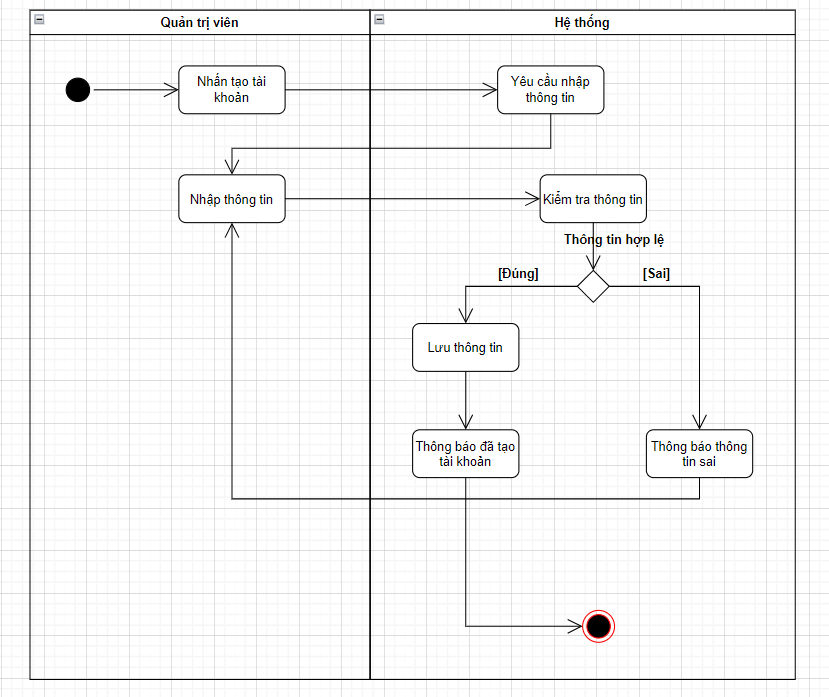 Quản trị viên
Hệ thống
Nhấn tạo tài
khoản
Yêu cầu nhập
thông tin
Nhập thông tin
Kiểm tra thông tin
Thông tin hợp lệ
[Đúng]
[Sai]
Lưu thông tin
Thông báo đã tạo
tài khoản
Thông báo thông
tin sai